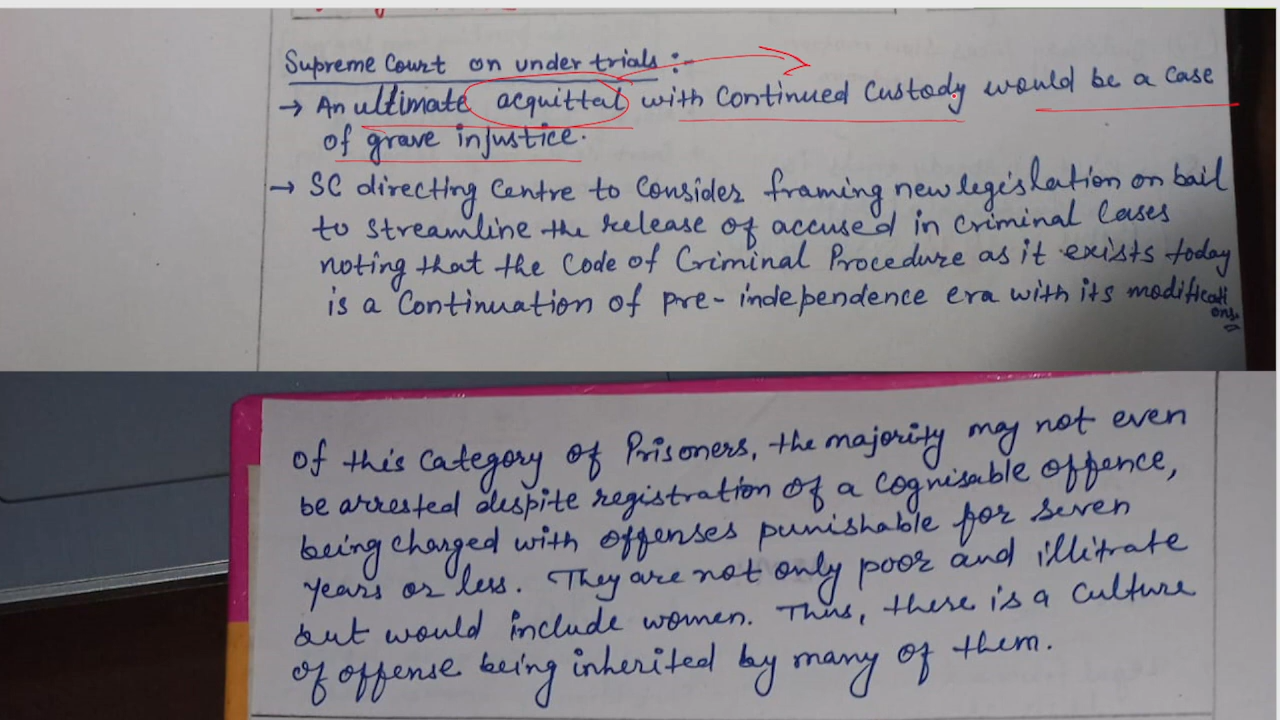 Supreme Court on under trials :-
→ An ultimate acquittal with Continued Custody would be a case
of grave injustice.
→ SC directing Centre to Consider framing new legislation on bail
to streamline the release of accused in Criminal Cases
noting that the Code of Criminal Procedure as it exists today
is a Continuation of pre-independence era with its modifications.
of this category of Prisoners, the majority may not even
be arrested despite registration of a cognisable offence,
being charged with offenses punishable for seven
years or less. They are not only poor and illitrate
but would include women. Thus, there is a culture
of offense being inherited by many of them.